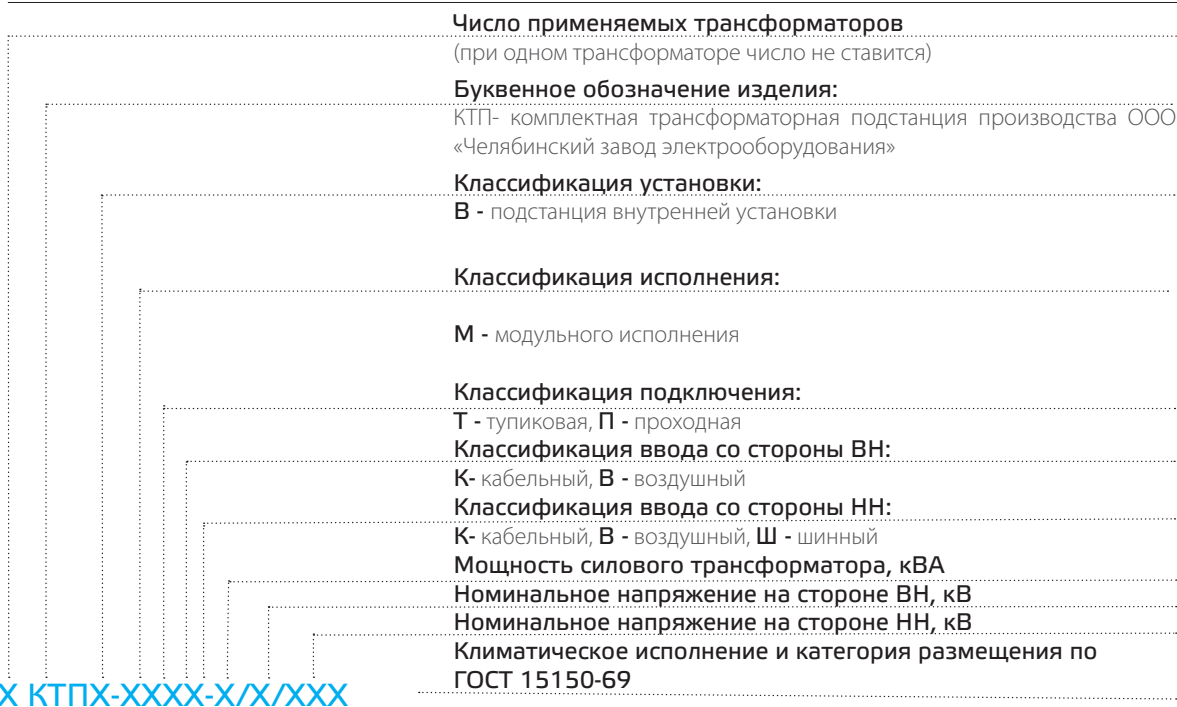 Число применяемых трансформаторов
(при одном трансформаторе число не ставится)
Буквенное обозначение изделия:
КТП- комплектная трансформаторная подстанция производства ООО
«Челябинский завод электрооборудования»
Классификация установки:
В - подстанция внутренней установки
Классификация исполнения:
М - модульного исполнения
Классификация подключения:
Т - тупиковая, П - проходная
Классификация ввода со стороны ВН:
К- кабельный, В - воздушный
Классификация ввода со стороны НН:
К- кабельный, В - воздушный, Ш - шинный
Мощность силового трансформатора, кВА
Номинальное напряжение на стороне ВН, кВ
Номинальное напряжение на стороне НН, кВ
Климатическое исполнение и категория размещения по
ГОСТ 15150-69
Х КТПХ-ХХХХ-Х/Х/ХХХ